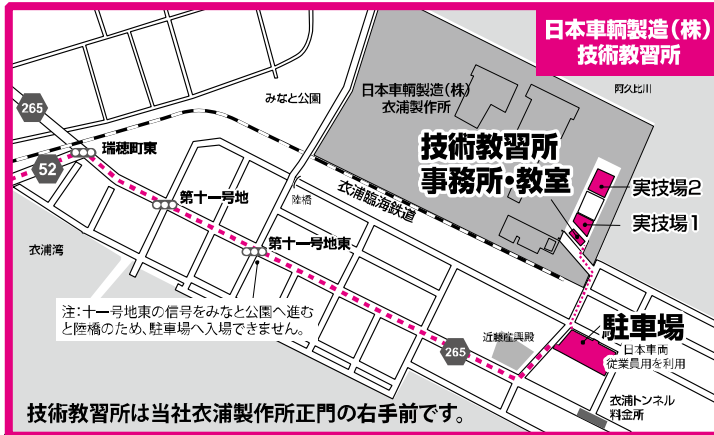 日本車輌製造(株)
技術教習所
阿久比川
みなと公園
日本車輌製造(株)
衣浦製作所
265
瑞穂町東
52
技術教習所
事務所・教室
実技場2
実技場1
第十一号地
陸橋
衣浦臨海鉄道
衣浦湾
第十一号地東
注:十一号地東の信号をみなと公園へ進む
と陸橋のため、駐車場へ入場できません。
265
近藤産興殿
駐車場
日本車両
従業員用を利用
衣浦トンネル
料金所
技術教習所は当社衣浦製作所正門の右手前です。